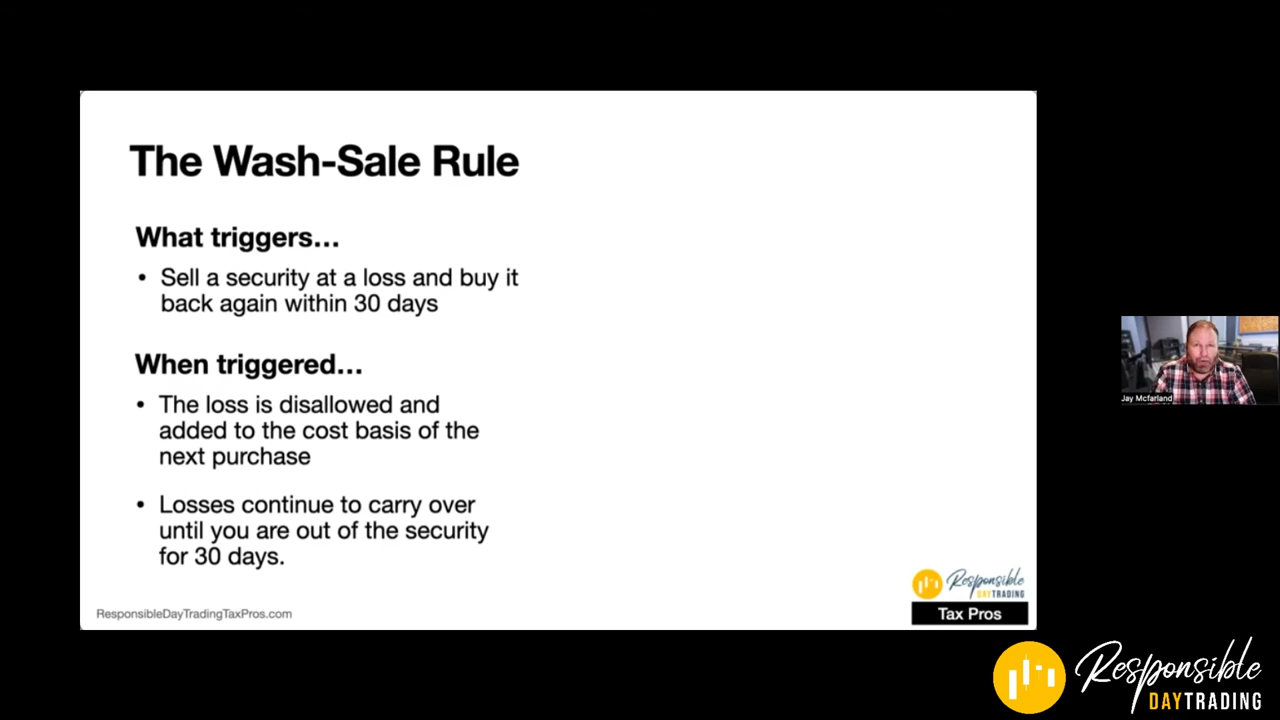 The Wash-Sale Rule
What triggers...
• Sell a security at a loss and buy it
back again within 30 days
When triggered...
• The loss is disallowed and
added to the cost basis of the
next purchase
• Losses continue to carry over
until you are out of the security
for 30 days.
ResponsibleDayTradingTaxPros.com
Responsible
DAYTRADING
Tax Pros
Jay Mcfarland
Responsible
DAYTRADING